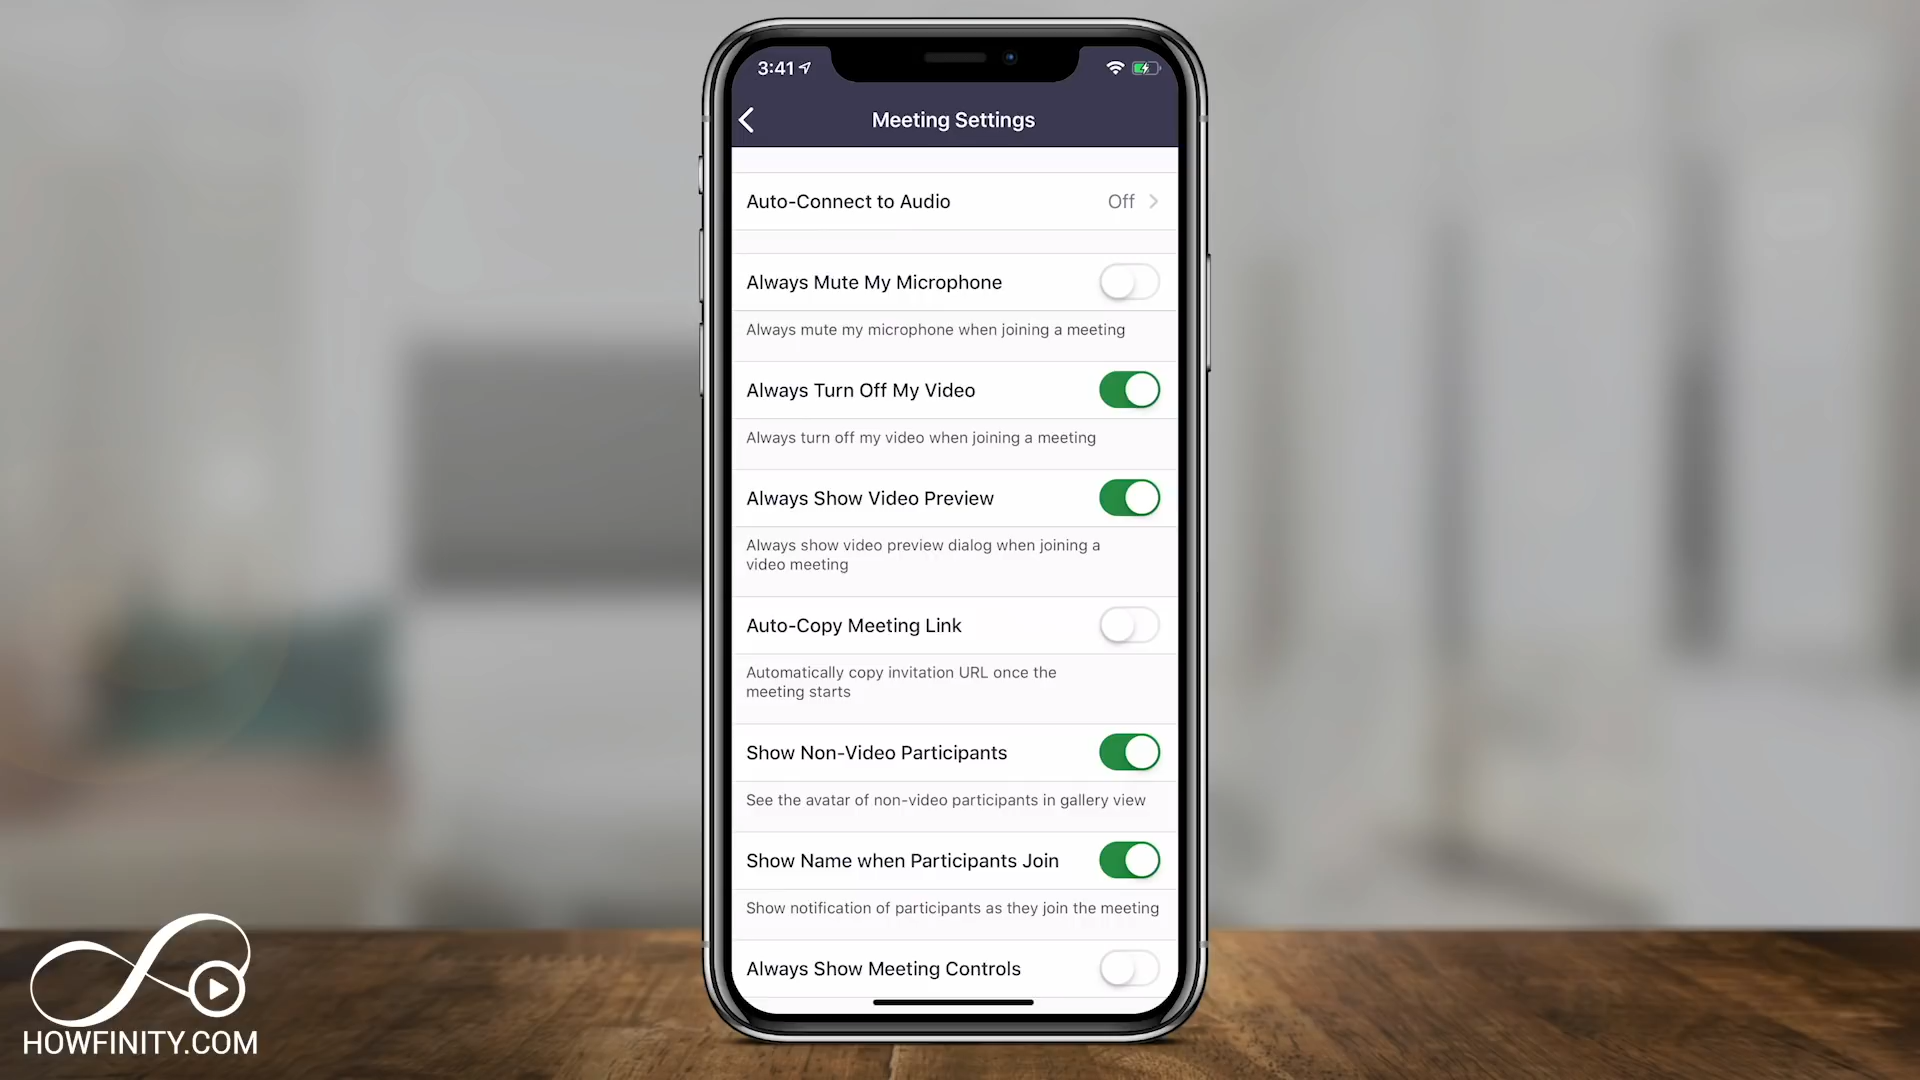 3:41
Meeting Settings
Auto-Connect to Audio Off
Always Mute My Microphone
Always mute my microphone when joining a meeting
Always Turn Off My Video
Always turn off my video when joining a meeting
Always Show Video Preview
Always show video preview dialog when joining a
video meeting
Auto-Copy Meeting Link
Automatically copy invitation URL once the
meeting starts
Show Non-Video Participants
See the avatar of non-video participants in gallery view
Show Name when Participants Join
Show notification of participants as they join the meeting
Always Show Meeting Controls
HOWFINITY.COM